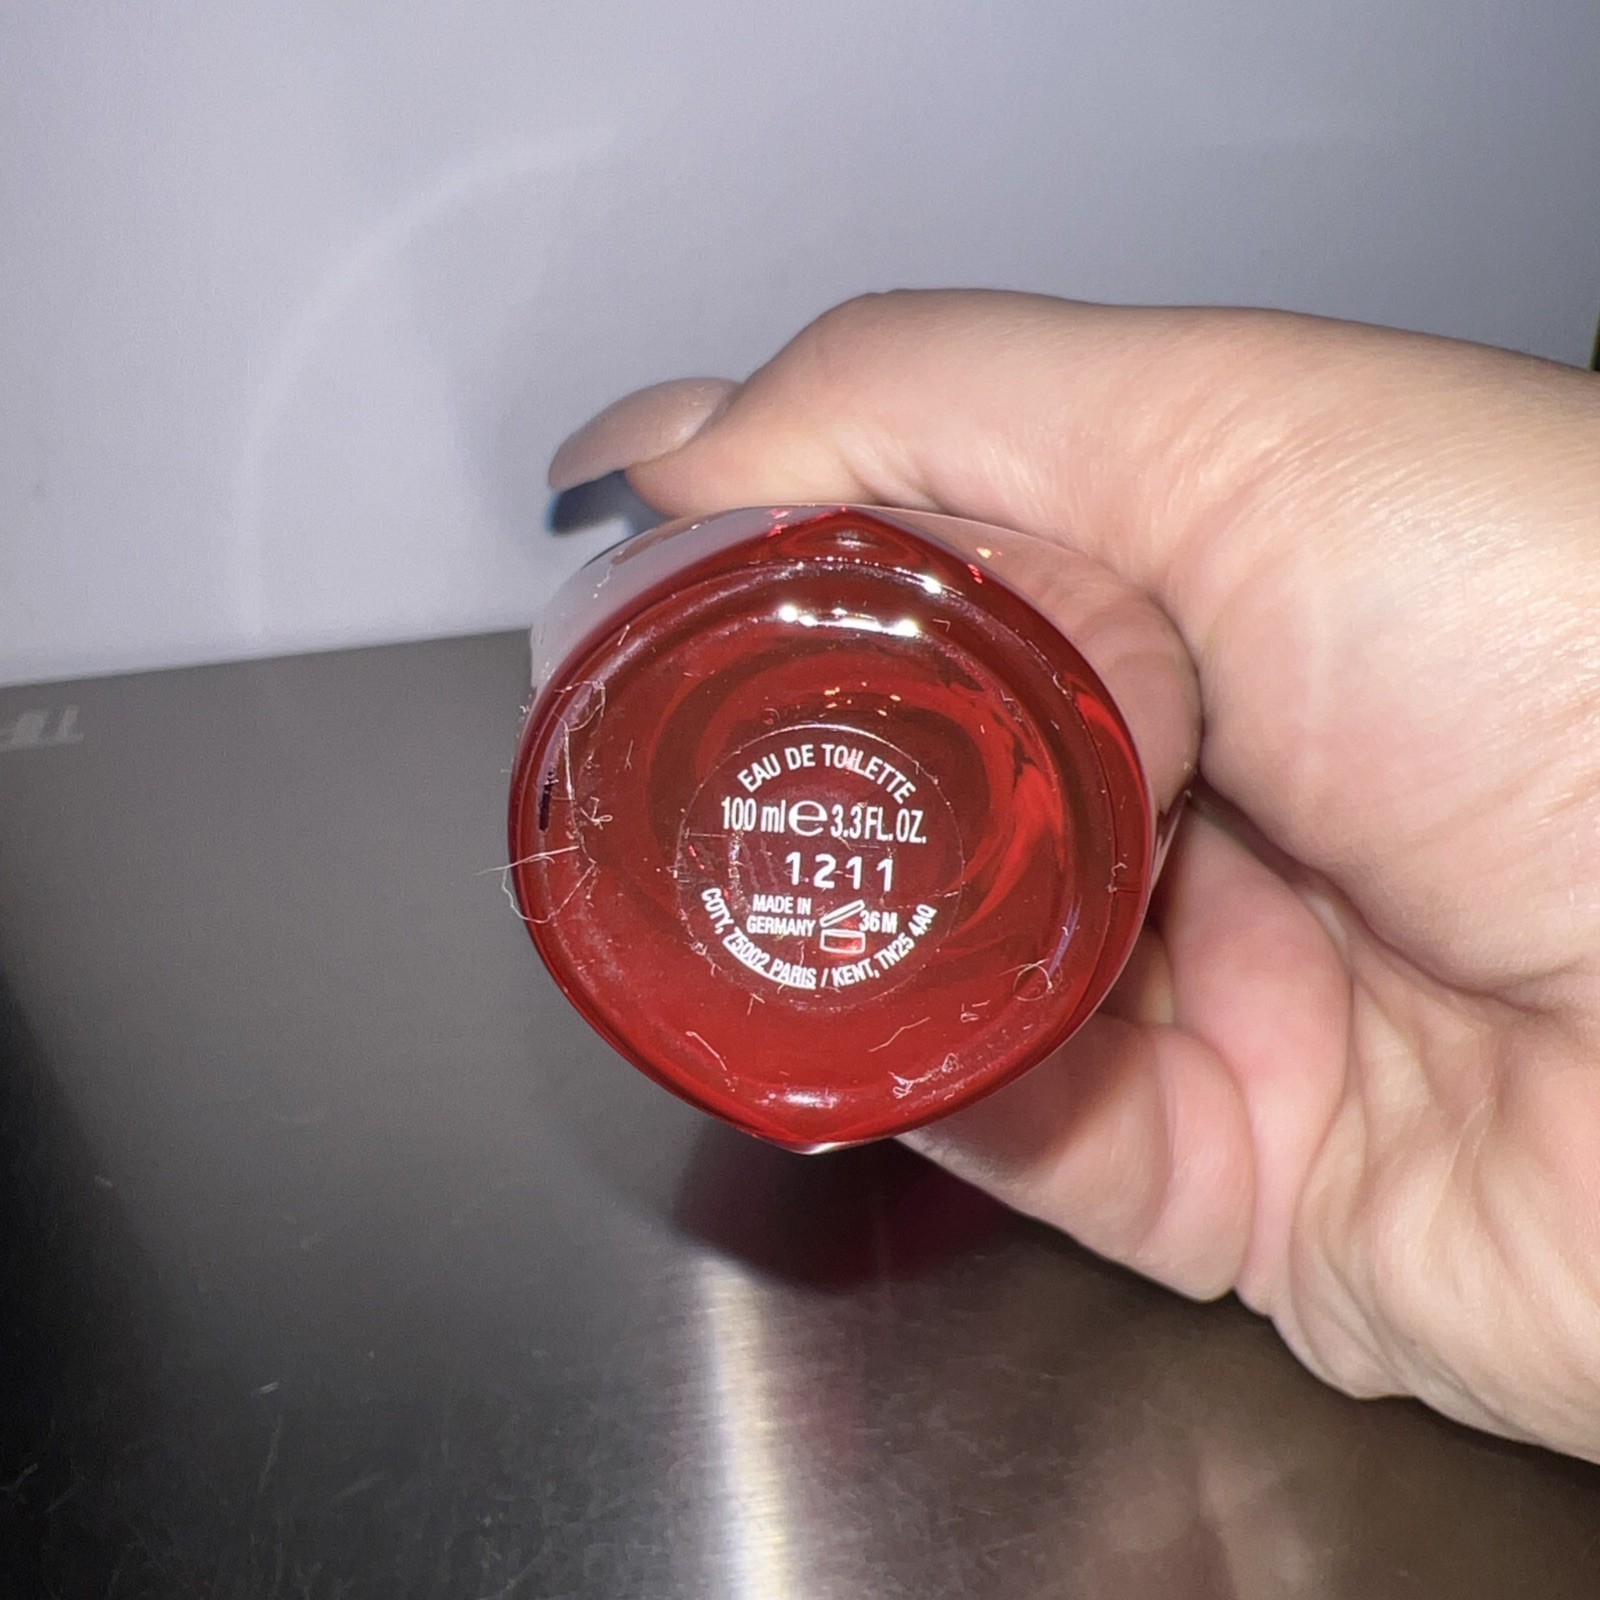 EAU DE TOILETTE
100 ml e 3.3 FL. OZ.
1211
MADE IN
GERMANY
36 M
COTY, 75002 PARIS / KENT, TN25 4AQ